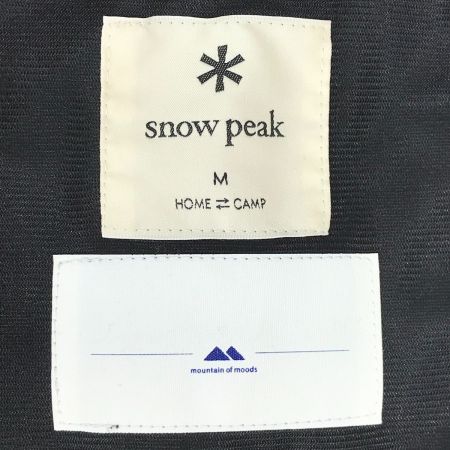 snow peak
M
HOME ⇄ CAMP
mountain of moods